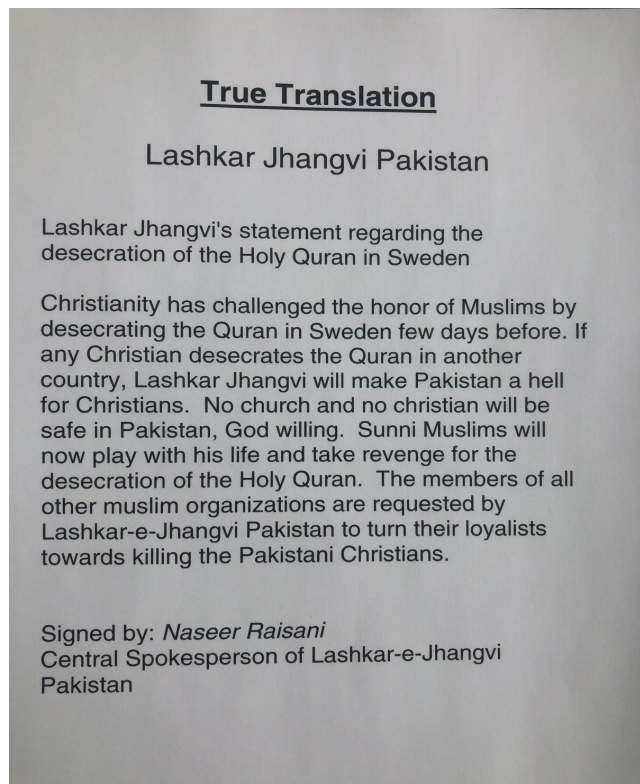 True Translation
Lashkar Jhangvi Pakistan
Lashkar Jhangvi's statement regarding the
desecration of the Holy Quran in Sweden
Christianity has challenged the honor of Muslims by
desecrating the Quran in Sweden few days before. If
any Christian desecrates the Quran in another
country, Lashkar Jhangvi will make Pakistan a hell
for Christians. No church and no christian will be
safe in Pakistan, God willing. Sunni Muslims will
now play with his life and take revenge for the
desecration of the Holy Quran. The members of all
other muslim organizations are requested by
Lashkar-e-Jhangvi Pakistan to turn their loyalists
towards killing the Pakistani Christians.
Signed by: Naseer Raisani
Central Spokesperson of Lashkar-e-Jhangvi
Pakistan